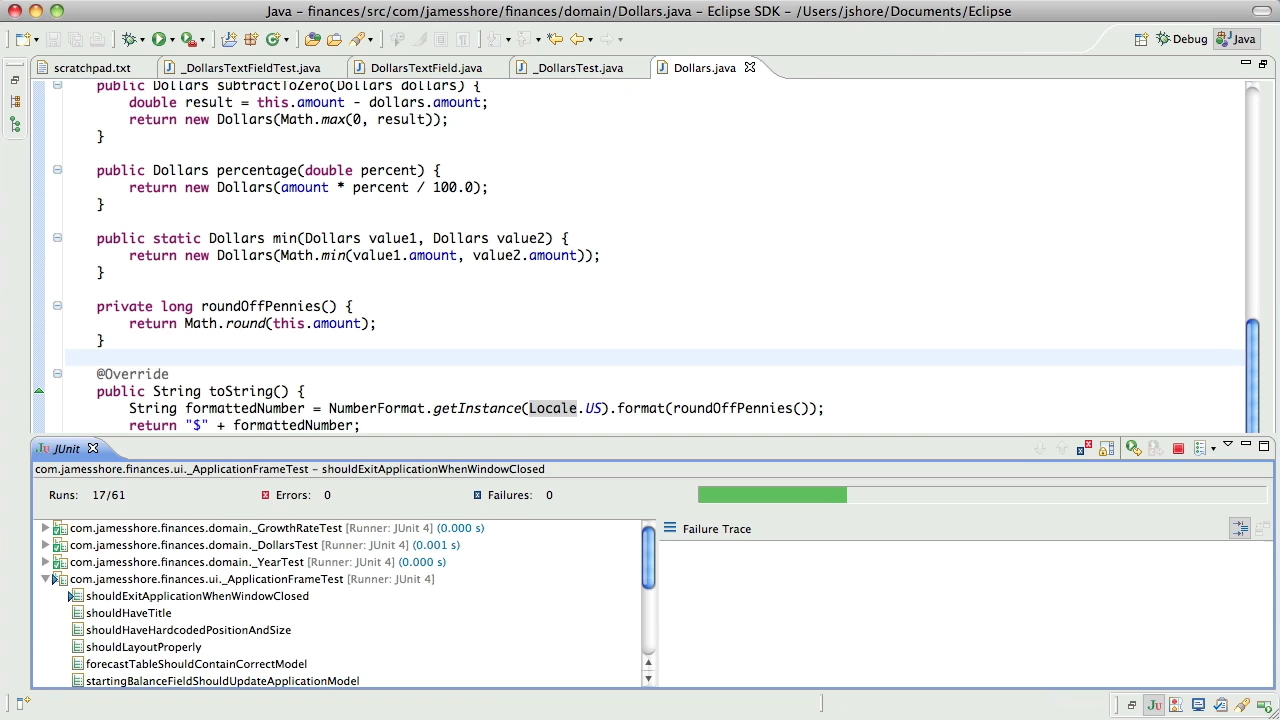 Java – finances/src/com/jamesshore/finances/domain/Dollars.java – Eclipse SDK – /Users/jshore/Documents/Eclipse
Debug
Java
scratchpad.txt
_DollarsTextFieldTest.java
DollarsTextField.java
_DollarsTest.java
Dollars.java
public Dollars subtractToZero(Dollars dollars) {
double result = this.amount - dollars.amount;
return new Dollars(Math.max(0, result));
}
public Dollars percentage(double percent) {
return new Dollars(amount * percent / 100.0);
}
public static Dollars min(Dollars value1, Dollars value2) {
return new Dollars(Math.min(value1.amount, value2.amount));
}
private long roundOffPennies() {
return Math.round(this.amount);
}
@Override
public String toString() {
String formattedNumber = NumberFormat.getInstance(Locale.US).format(roundOffPennies());
return "$" + formattedNumber;
JUnit
com.jamesshore.finances.ui._ApplicationFrameTest – shouldExitApplicationWhenWindowClosed
Runs: 17/61
Errors: 0
Failures: 0
com.jamesshore.finances.domain._GrowthRateTest [Runner: JUnit 4] (0.000 s)
com.jamesshore.finances.domain._DollarsTest [Runner: JUnit 4] (0.001 s)
com.jamesshore.finances.domain._YearTest [Runner: JUnit 4] (0.000 s)
com.jamesshore.finances.ui._ApplicationFrameTest [Runner: JUnit 4]
shouldExitApplicationWhenWindowClosed
shouldHaveTitle
shouldHaveHardcodedPositionAndSize
shouldLayoutProperly
forecastTableShouldContainCorrectModel
startingBalanceFieldShouldUpdateApplicationModel
Failure Trace